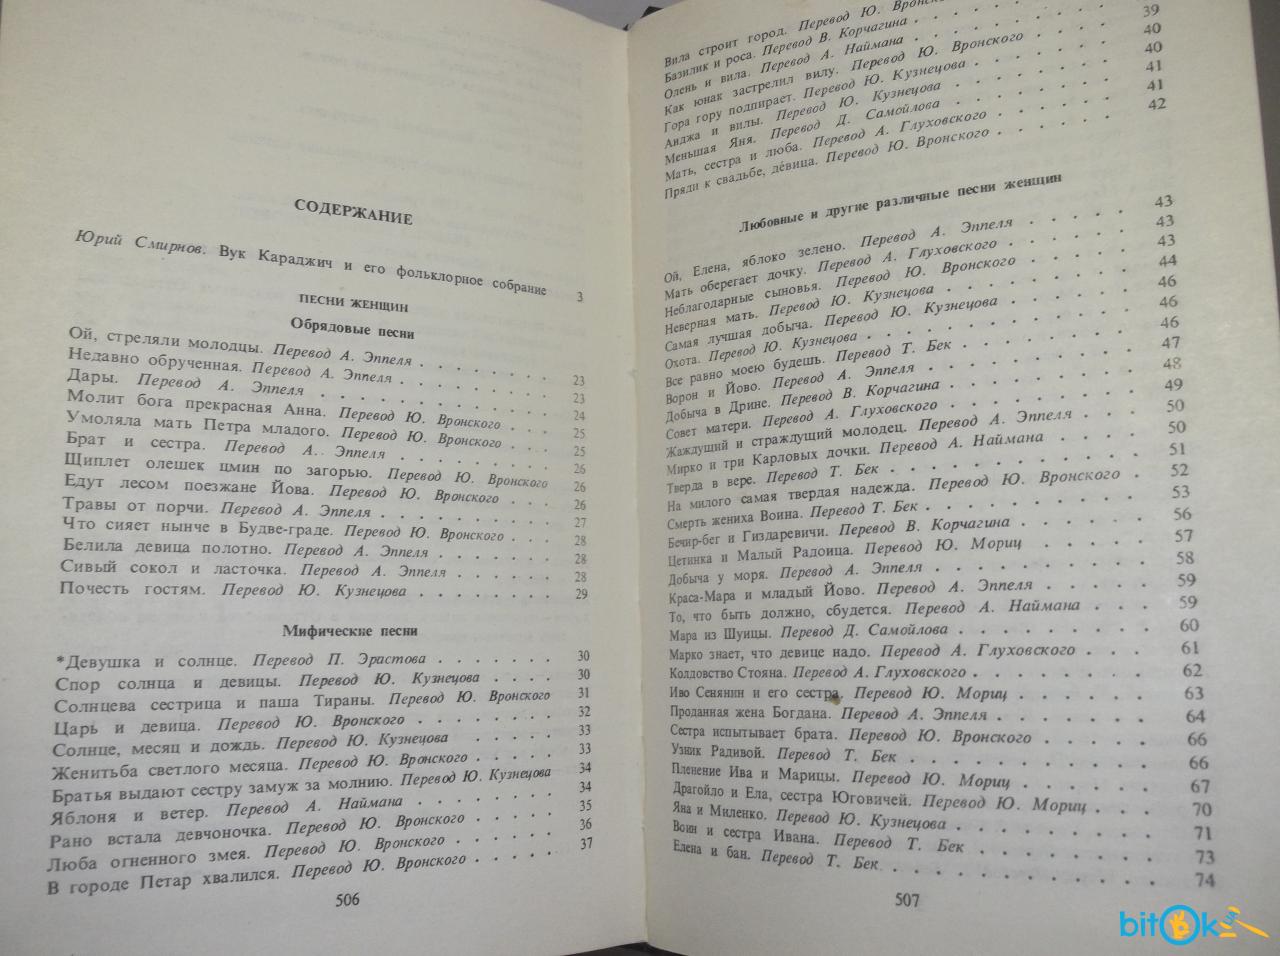 СОДЕРЖАНИЕ
Юрий Смирнов. Вук Караджич и его фольклорное собрание 3
ПЕСНИ ЖЕНЩИН
Обрядовые песни
Ой, стреляли молодцы. Перевод А. Эппеля . . . . . . . 23
Недавно обрученная. Перевод А. Эппеля . . . . . . . . 23
Дары. Перевод А. Эппеля . . . . . . . . . . . . 24
Молит бога прекрасная Анна. Перевод Ю. Вронского . . . 25
Умоляла мать Петра младого. Перевод Ю. Вронского . . . 25
Брат и сестра. Перевод А. Эппеля . . . . . . . . . 26
Щиплет олешек цмин по загорью. Перевод Ю. Вронского 26
Едут лесом поезжане Йова. Перевод Ю. Вронского . . . 26
Травы от порчи. Перевод А. Эппеля . . . . . . . . . 27
Что сияет нынче в Будве-граде. Перевод Ю. Вронского . . . 28
Белила девица полотно. Перевод А. Эппеля . . . . . . . 28
Сивый сокол и ласточка. Перевод А. Эппеля . . . . . . 28
Почесть гостям. Перевод Ю. Кузнецова . . . . . . . . 29
Мифические песни
*Девушка и солнце. Перевод П. Эрастова . . . . . . . 30
Спор солнца и девицы. Перевод Ю. Кузнецова . . . . . 30
Солнцева сестрица и паша Тираны. Перевод Ю. Вронского 31
Царь и девица. Перевод Ю. Вронского . . . . . . . . 32
Солнце, месяц и дождь. Перевод Ю. Кузнецова . . . . . 33
Женитьба светлого месяца. Перевод Ю. Вронского . . . . 33
Братья выдают сестру замуж за молнию. Перевод Ю. Кузнецова 34
Яблоня и ветер. Перевод А. Наймана . . . . . . . . 34
Рано встала девчоночка. Перевод Ю. Вронского . . . . . 35
Люба огненного змея. Перевод Ю. Вронского . . . . . . 36
В городе Петар хвалился. Перевод Ю. Вронского . . . . . 37
506
Вила строит город. Перевод Ю.
Базилик и роса. Перевод В. Корчагина . . . . . . .
Олень и вила. Перевод А. Наймана . . . . . . . . 39
Как юнак застрелил вилу. Перевод Ю. Вронского . . . . 40
Гора гору подпирает. Перевод Ю. Кузнецова . . . . . . 40
Анджа и вилы. Перевод Ю. Кузнецова . . . . . . . 41
Меньшая Яня. Перевод Д. Самойлова . . . . . . . . 41
Мать, сестра и люба. Перевод А. Глуховского . . . . . 42
Пряди к свадьбе, девица. Перевод Ю. Вронского . . . . .
Любовные и другие различные песни женщин
Ой, Елена, яблоко зелено. Перевод А. Эппеля . . . . . 43
Мать оберегает дочку. Перевод А. Глуховского . . . . . 43
Неблагодарные сыновья. Перевод Ю. Вронского . . . . . 43
Неверная мать. Перевод Ю. Кузнецова . . . . . . . . 44
Самая лучшая добыча. Перевод Ю. Кузнецова . . . . . 46
Охота. Перевод Ю. Кузнецова . . . . . . . . . . 46
Все равно моею будешь. Перевод Т. Бек . . . . . . . 46
Ворон и Йово. Перевод А. Эппеля . . . . . . . . . 47
Добыча в Дрине. Перевод В. Корчагина . . . . . . . 48
Совет матери. Перевод А. Глуховского . . . . . . . . 49
Жаждущий и страждущий молодец. Перевод А. Эппеля . . . 50
Мирко и три Карловых дочки. Перевод А. Наймана . . . . 50
Тверда в вере. Перевод Т. Бек . . . . . . . . . . 51
На милого самая твердая надежда. Перевод Ю. Вронского . 52
Смерть жениха Воина. Перевод Т. Бек . . . . . . . . 53
Бечир-бег и Гиздаревичи. Перевод В. Корчагина . . . . . 56
Цетинка и Малый Радоица. Перевод Ю. Мориц . . . . . 57
Добыча у моря. Перевод А. Эппеля . . . . . . . . . 58
Краса-Мара и младый Йово. Перевод А. Эппеля . . . . . 59
То, что быть должно, сбудется. Перевод А. Наймана . . . 59
Мара из Шуицы. Перевод Д. Самойлова . . . . . . . 60
Марко знает, что девице надо. Перевод А. Глуховского . . . 61
Колдовство Стояна. Перевод А. Глуховского . . . . . . . 62
Иво Сенянин и его сестра. Перевод Ю. Мориц . . . . . . 63
Проданная жена Богдана. Перевод А. Эппеля . . . . . . 64
Сестра испытывает брата. Перевод Ю. Вронского . . . . . 66
Узник Радивой. Перевод Т. Бек . . . . . . . . . . 66
Пленение Ива и Марицы. Перевод Ю. Мориц . . . . . . 67
Драгойло и Ела, сестра Юговичей. Перевод Ю. Мориц . . . 70
Яна и Миленко. Перевод Ю. Кузнецова . . . . . . . . 71
Воин и сестра Ивана. Перевод Т. Бек . . . . . . . . 73
Елена и бан. Перевод Т. Бек . . . . . . . . . . . 74
507
bitOk ua